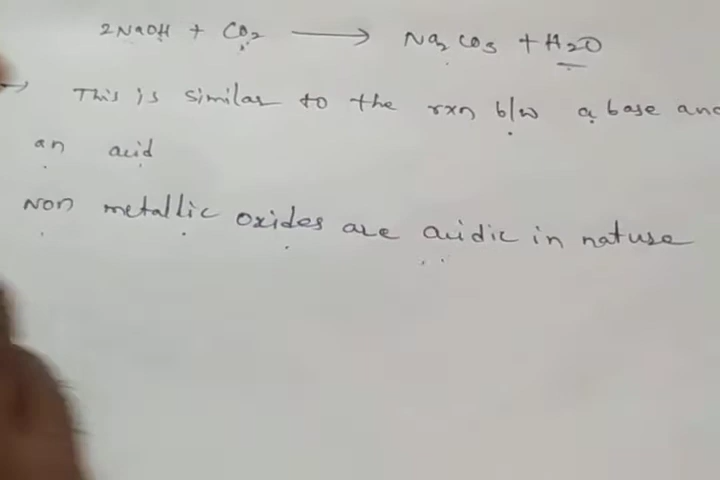 2NaOH + CO2 ⟶ Na2CO3 + H2O
→ This is similar to the rxn b/w a base and
an acid
Non metallic oxides are acidic in nature